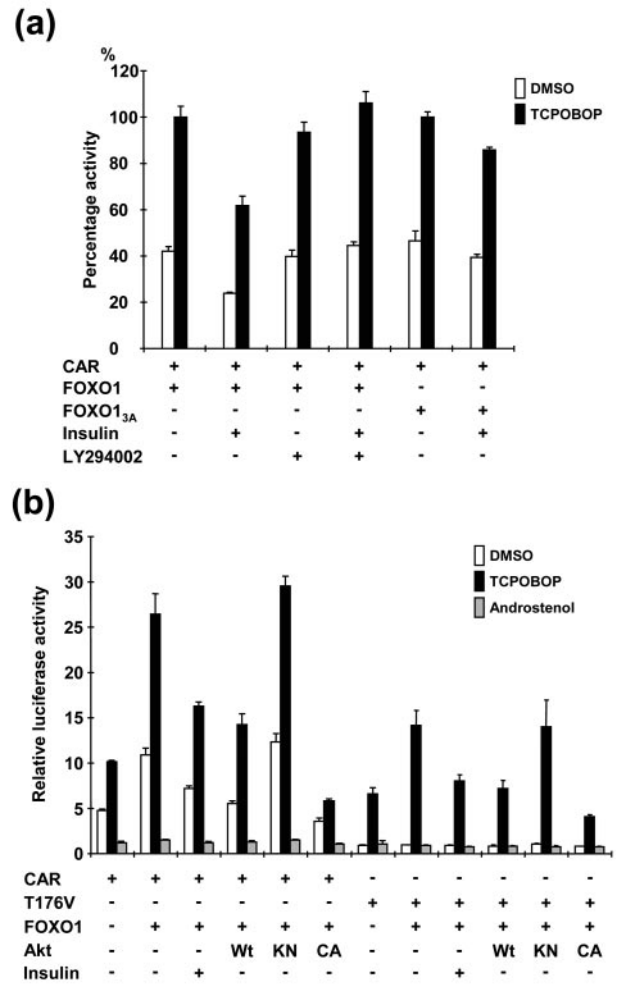 (a)
%
120
100
80
60
40
20
0
Percentage activity
DMSO
TCPOBOP
CAR + + + + + +
FOXO1 + + + + - -
FOXO13A - - - - + +
Insulin - + - + - +
LY294002 - - + + - -
(b)
35
30
25
20
15
10
5
0
Relative luciferase activity
DMSO
TCPOBOP
Androstenol
CAR + + + + + + - - - - - -
T176V - - - - - - + + + + + +
FOXO1 - + + + + + - + + + + +
Akt - - - Wt KN CA - - - Wt KN CA
Insulin - - + - - - - - + - - -